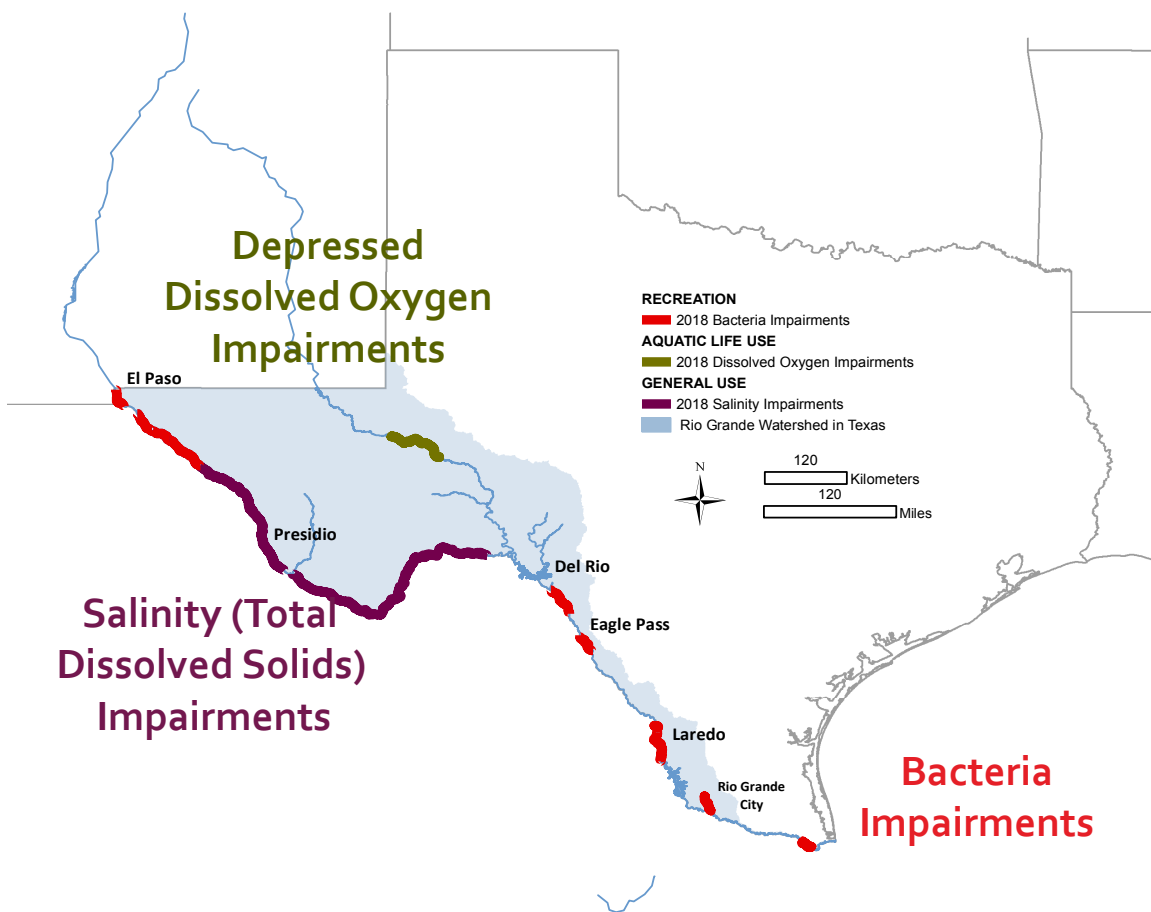 Depressed
Dissolved Oxygen
Impairments
RECREATION
2018 Bacteria Impairments
AQUATIC LIFE USE
2018 Dissolved Oxygen Impairments
GENERAL USE
2018 Salinity Impairments
Rio Grande Watershed in Texas
El Paso
N
120
Kilometers
120
Miles
Presidio
Del Rio
Salinity (Total
Dissolved Solids)
Impairments
Eagle Pass
Laredo
Rio Grande
City
Bacteria
Impairments